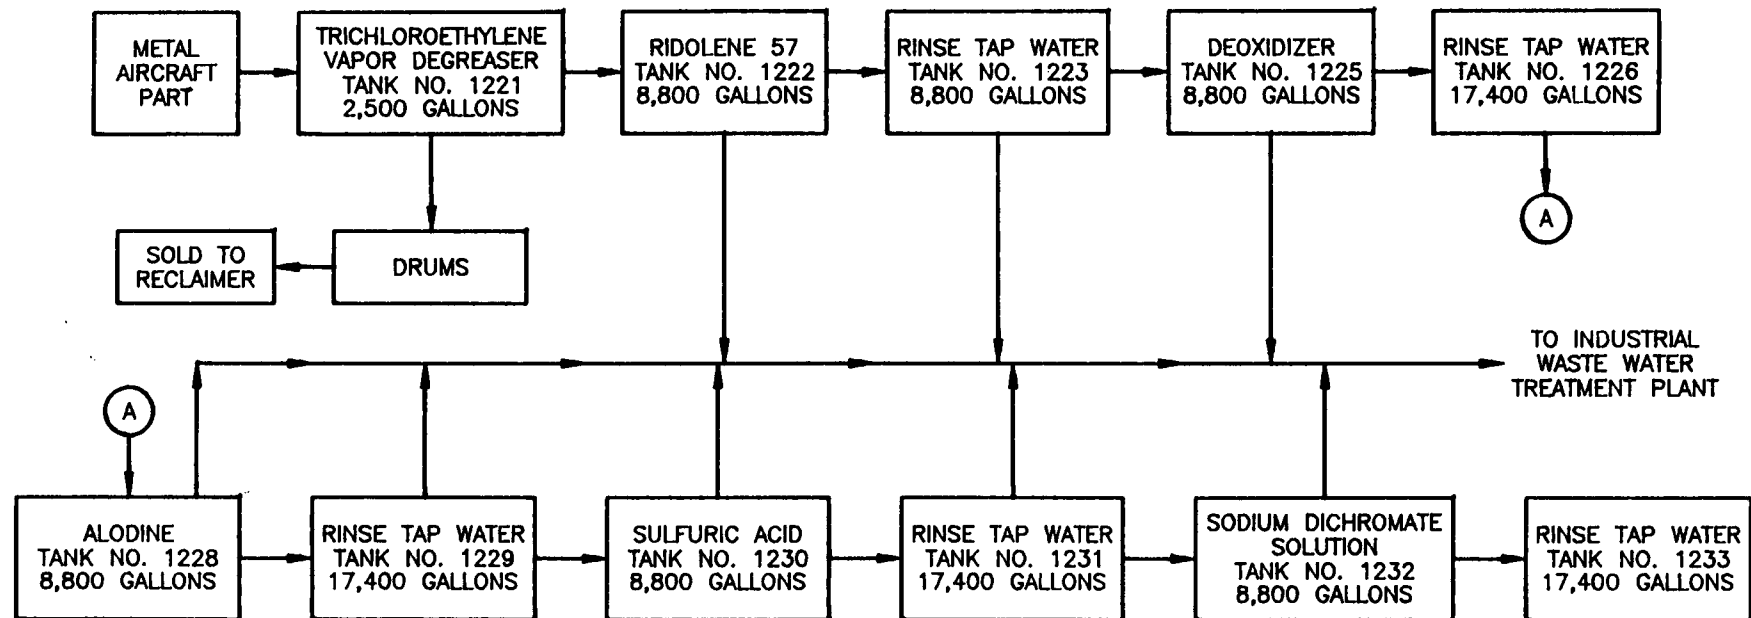 METAL
AIRCRAFT
PART
TRICHLOROETHYLENE
VAPOR DEGREASER
TANK NO. 1221
2,500 GALLONS
RIDOLENE 57
TANK NO. 1222
8,800 GALLONS
RINSE TAP WATER
TANK NO. 1223
8,800 GALLONS
DEOXIDIZER
TANK NO. 1225
8,800 GALLONS
RINSE TAP WATER
TANK NO. 1226
17,400 GALLONS
A
SOLD TO
RECLAIMER
DRUMS
TO INDUSTRIAL
WASTE WATER
TREATMENT PLANT
A
ALODINE
TANK NO. 1228
8,800 GALLONS
RINSE TAP WATER
TANK NO. 1229
17,400 GALLONS
SULFURIC ACID
TANK NO. 1230
8,800 GALLONS
RINSE TAP WATER
TANK NO. 1231
17,400 GALLONS
SODIUM DICHROMATE
SOLUTION
TANK NO. 1232
8,800 GALLONS
RINSE TAP WATER
TANK NO. 1233
17,400 GALLONS